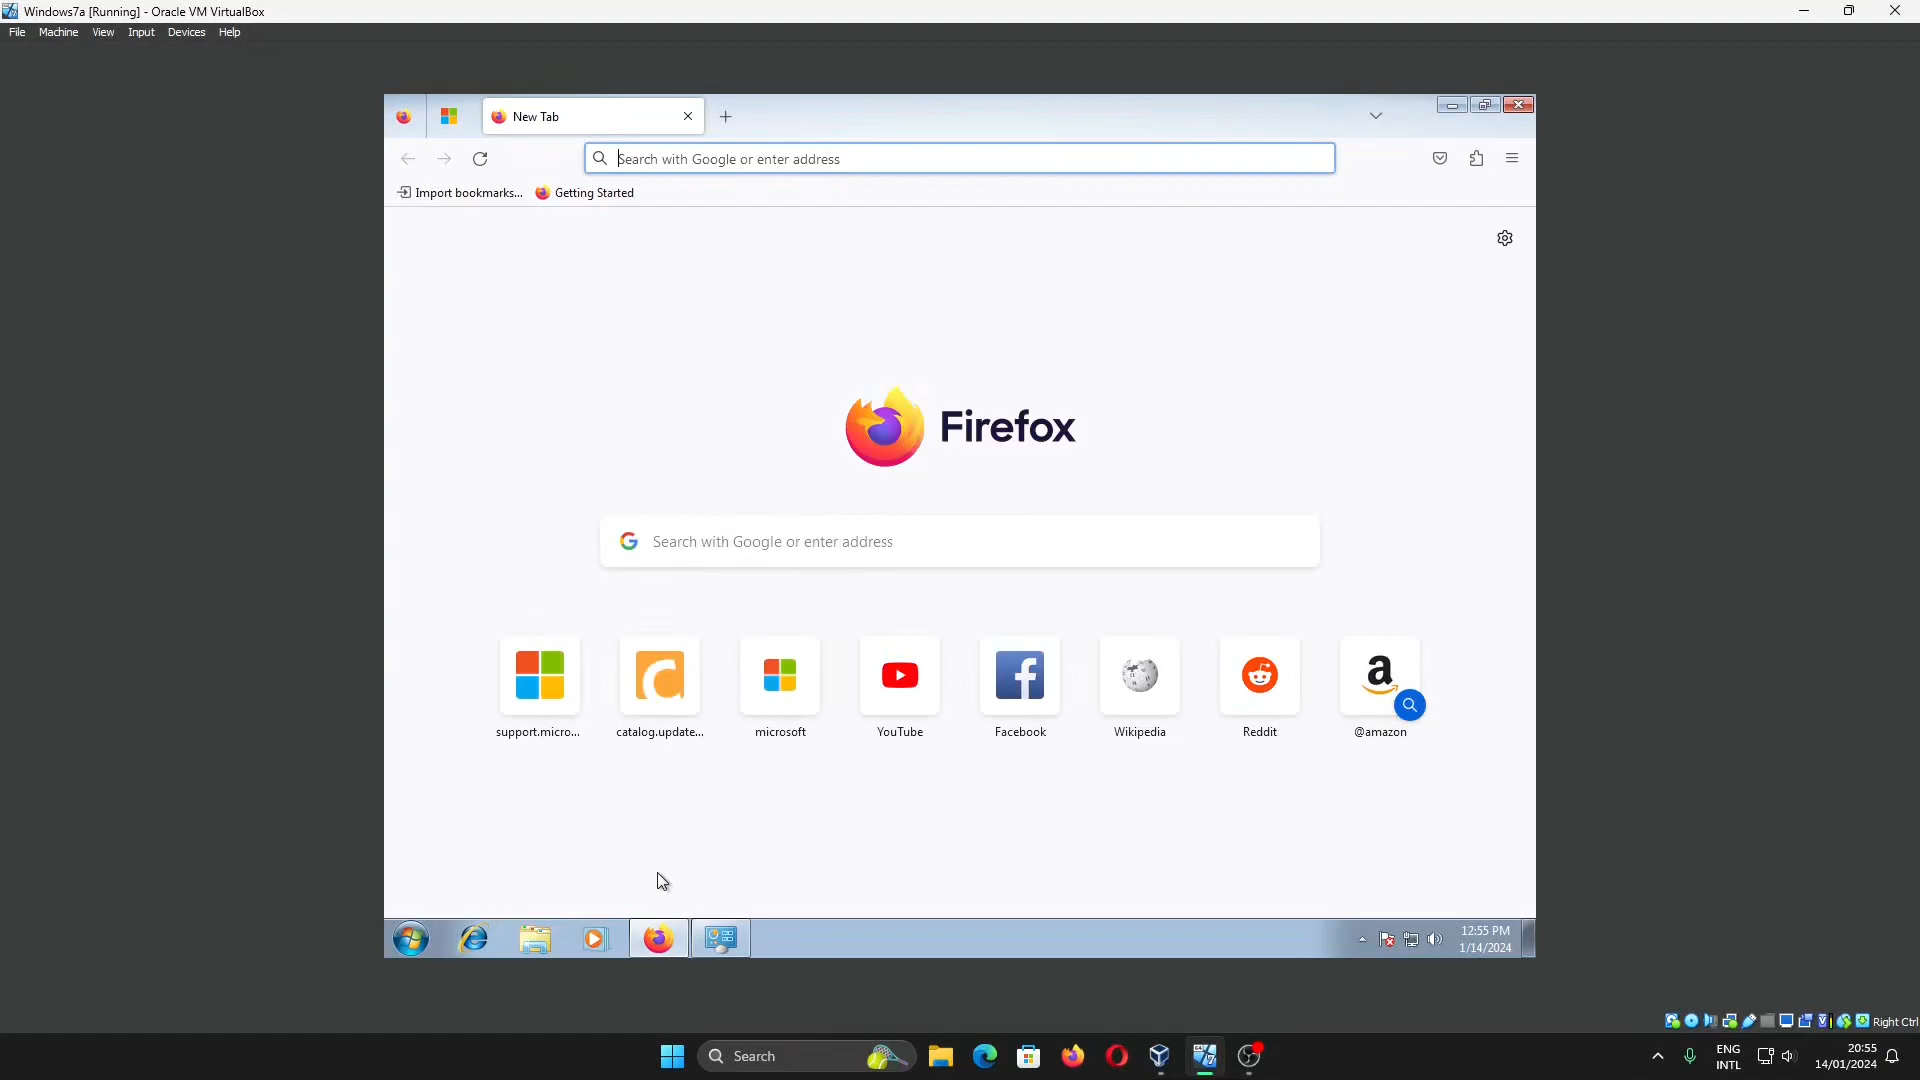 Windows7a [Running] - Oracle VM VirtualBox
File Machine View Input Devices Help
New Tab
Search with Google or enter address
Import bookmarks... Getting Started
Firefox
Search with Google or enter address
support.micro... catalog.update... microsoft YouTube Facebook Wikipedia Reddit @amazon
12:55 PM
1/14/2024
Right Ctrl
Search
ENG
INTL
20:55
14/01/2024